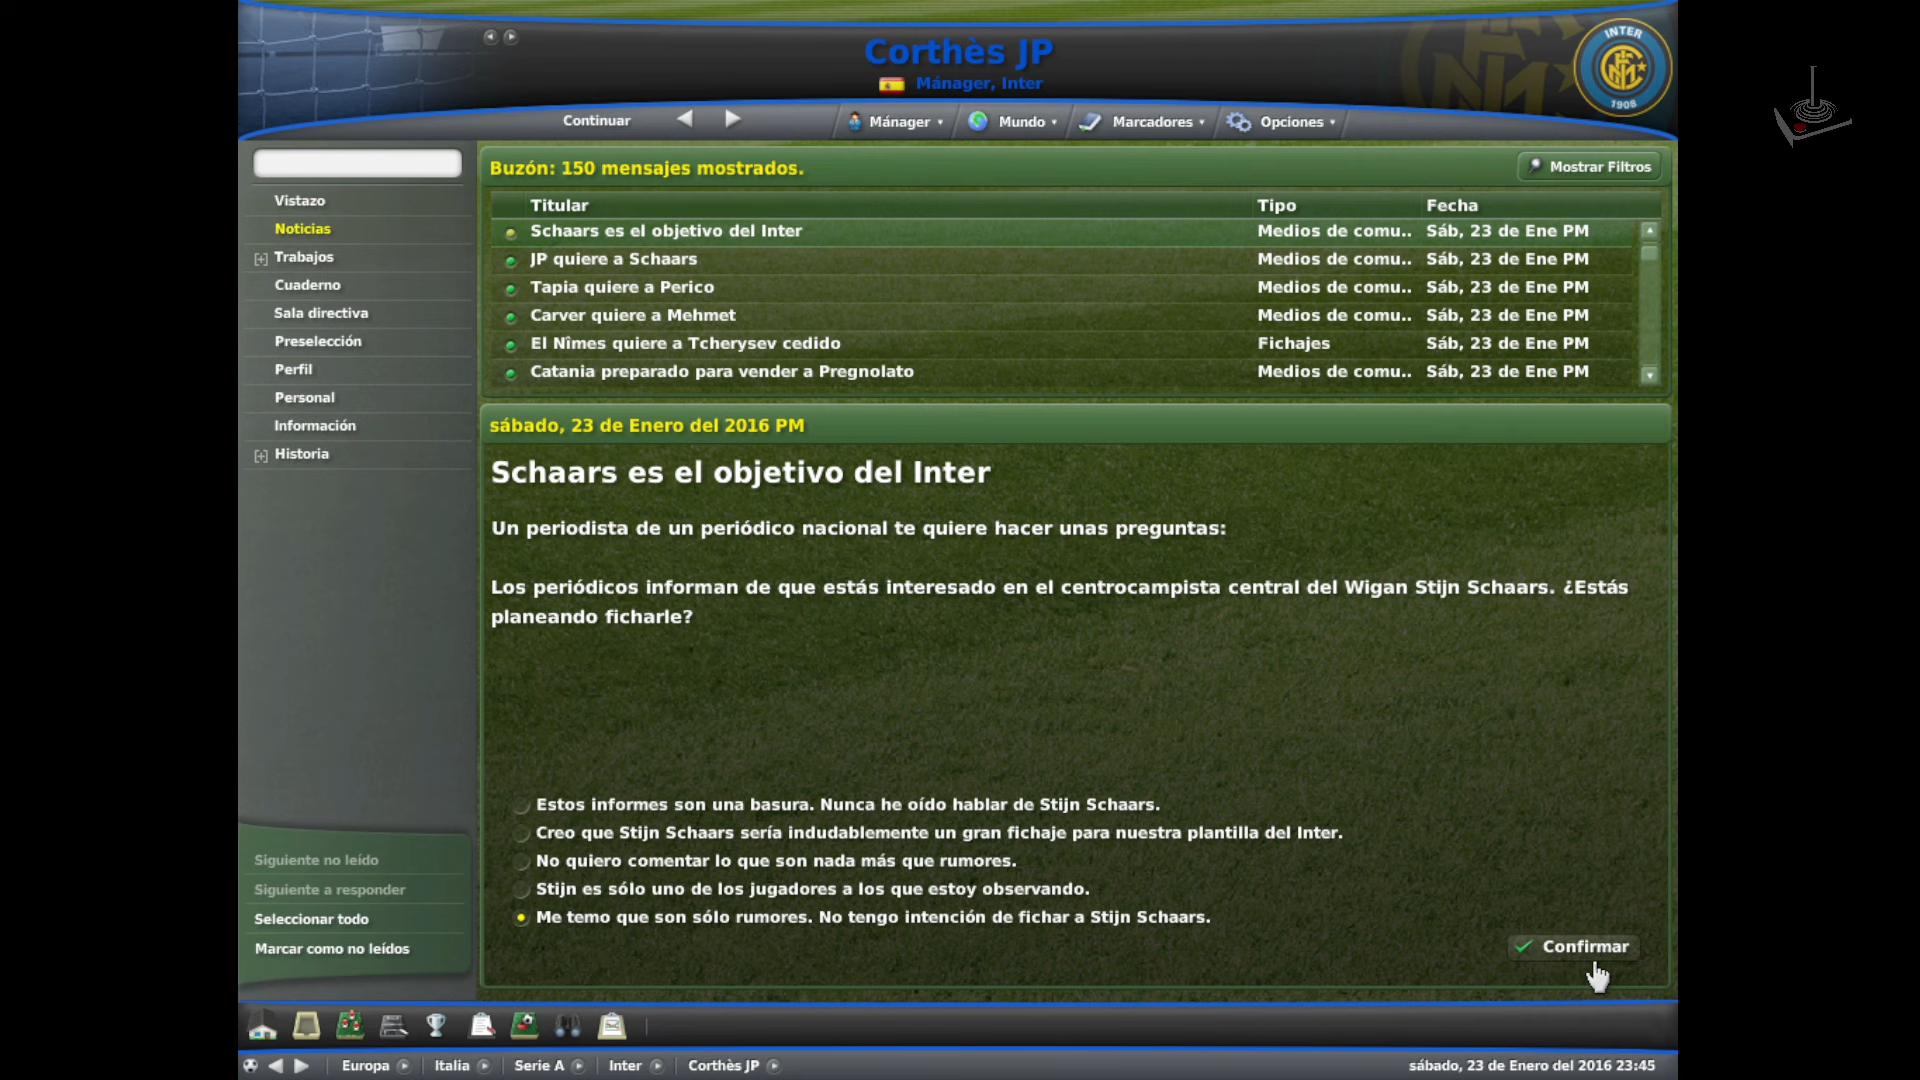 Corthès JP
Mánager, Inter
INTER
1908
Continuar
Mánager
Mundo
Marcadores
Opciones
Vistazo
Noticias
[+] Trabajos
Cuaderno
Sala directiva
Preselección
Perfil
Personal
Información
[+] Historia
Buzón: 150 mensajes mostrados.
Mostrar Filtros
Titular Tipo Fecha
Schaars es el objetivo del Inter Medios de comu.. Sáb, 23 de Ene PM
JP quiere a Schaars Medios de comu.. Sáb, 23 de Ene PM
Tapia quiere a Perico Medios de comu.. Sáb, 23 de Ene PM
Carver quiere a Mehmet Medios de comu.. Sáb, 23 de Ene PM
El Nîmes quiere a Tcherysev cedido Fichajes Sáb, 23 de Ene PM
Catania preparado para vender a Pregnolato Medios de comu.. Sáb, 23 de Ene PM
sábado, 23 de Enero del 2016 PM
Schaars es el objetivo del Inter
Un periodista de un periódico nacional te quiere hacer unas preguntas:
Los periódicos informan de que estás interesado en el centrocampista central del Wigan Stijn Schaars. ¿Estás
planeando ficharle?
Estos informes son una basura. Nunca he oído hablar de Stijn Schaars.
Creo que Stijn Schaars sería indudablemente un gran fichaje para nuestra plantilla del Inter.
No quiero comentar lo que son nada más que rumores.
Stijn es sólo uno de los jugadores a los que estoy observando.
Me temo que son sólo rumores. No tengo intención de fichar a Stijn Schaars.
Confirmar
Siguiente no leído
Siguiente a responder
Seleccionar todo
Marcar como no leídos
Europa
Italia
Serie A
Inter
Corthès JP
sábado, 23 de Enero del 2016 23:45